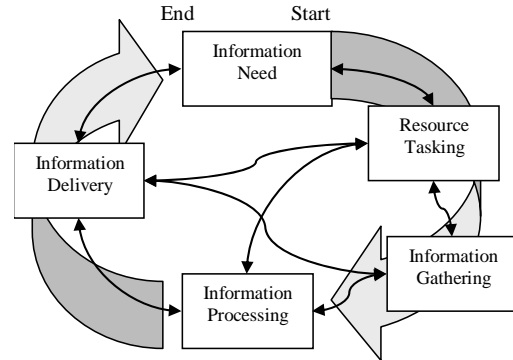 End Start
Information
Need
Resource
Tasking
Information
Delivery
Information
Gathering
Information
Processing